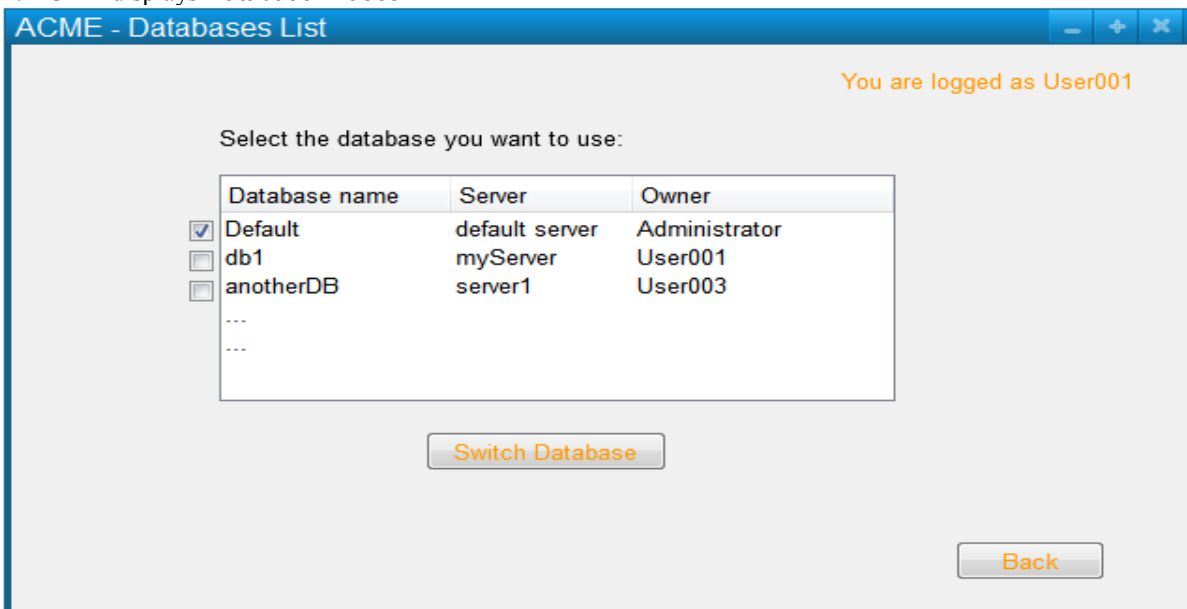 ACME - Databases List
You are logged as User001
Select the database you want to use:
Database name Server Owner
Default default server Administrator
db1 myServer User001
anotherDB server1 User003
---
---
Switch Database
Back